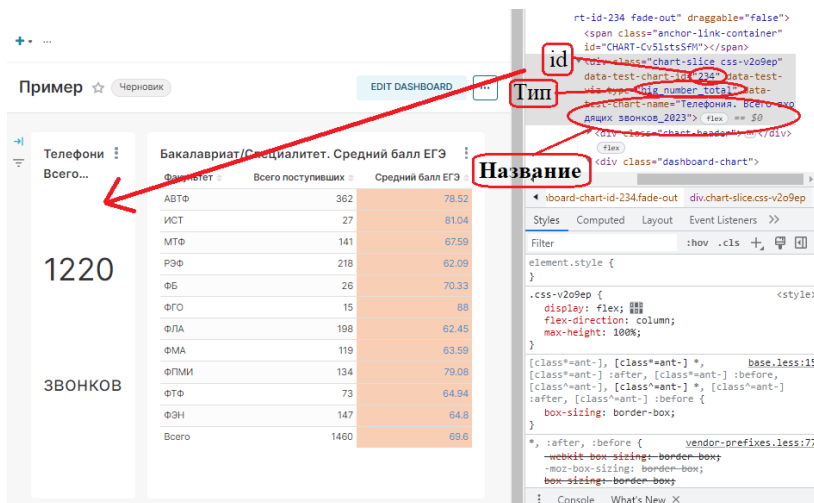 Пример
Черновик
EDIT DASHBOARD
Телефони
Всего...
1220
ЗВОНКОВ
Бакалавриат/Специалитет. Средний балл ЕГЭ
Факультет Всего поступивших Средний балл ЕГЭ
АВТФ 362 78.52
ИСТ 27 81.04
МТФ 141 67.59
РЭФ 218 62.09
ФБ 26 70.33
ФГО 15 88
ФЛА 198 62.45
ФМА 119 63.59
ФПМИ 134 79.08
ФТФ 73 64.94
ФЭН 147 64.8
Всего 1460 69.6
id
Тип
Название
rt-id-234 fade-out" draggable="false">
<span class="anchor-link-container"
id="CHART-Cv5lstsSfM"></span>
<div class="chart-slice css-v2o9ep"
data-test-chart-id="234" data-test-
viz-type="big_number_total" data-
test-chart-name="Телефония. Всего вхо
дящих звонков_2023"> flex == $0
<div class="chart-header"> … </div>
flex
<div class="dashboard-chart">
board-chart-id-234.fade-out div.chart-slice.css-v2o9ep
Styles Computed Layout Event Listeners
Filter :hov .cls
element.style {
}
.css-v2o9ep { <style>
display: flex;
flex-direction: column;
max-height: 100%;
}
[class*=ant-], [class*=ant-] *, base.less:15
[class*=ant-] :after, [class*=ant-] :before,
[class^=ant-], [class^=ant-] *, [class^=ant-]
:after, [class^=ant-] :before {
box-sizing: border-box;
}
*, :after, :before { vendor-prefixes.less:77
-webkit-box-sizing: border-box;
-moz-box-sizing: border-box;
box-sizing: border-box;
Console What's New